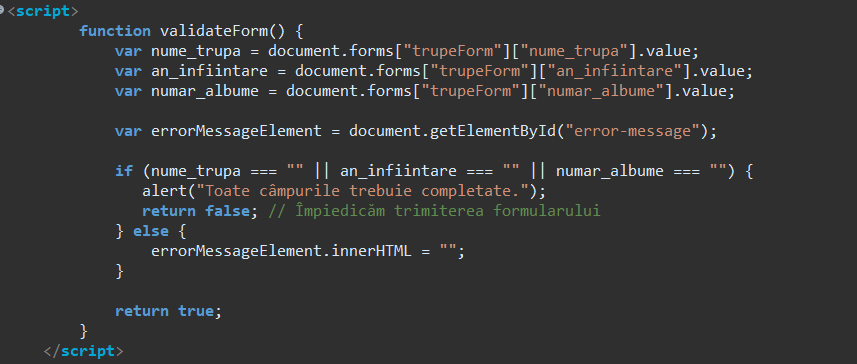 <script>
function validateForm() {
var nume_trupa = document.forms["trupeForm"]["nume_trupa"].value;
var an_infiintare = document.forms["trupeForm"]["an_infiintare"].value;
var numar_albume = document.forms["trupeForm"]["numar_albume"].value;
var errorMessageElement = document.getElementById("error-message");
if (nume_trupa === "" || an_infiintare === "" || numar_albume === "") {
alert("Toate câmpurile trebuie completate.");
return false; // Împiedicăm trimiterea formularului
} else {
errorMessageElement.innerHTML = "";
}
return true;
}
</script>